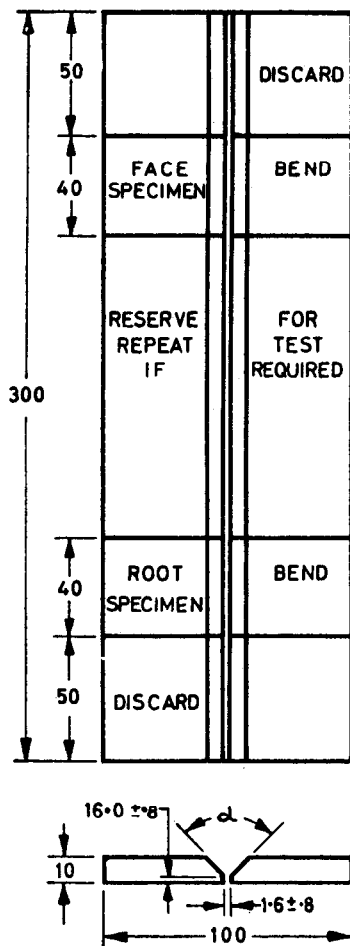 50
DISCARD
40
FACE
SPECIMEN
BEND
RESERVE
REPEAT
IF
FOR
TEST
REQUIRED
300
40
ROOT
SPECIMEN
BEND
50
DISCARD
16·0 ±·8
α
10
1·6±·8
100